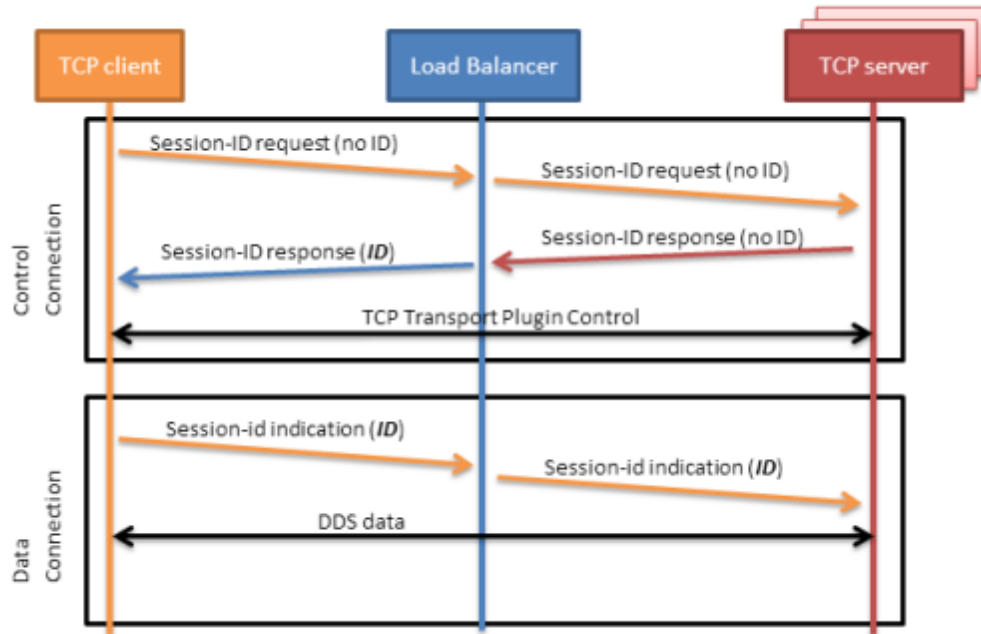 TCP client
Load Balancer
TCP server
Control
Connection
Session-ID request (no ID)
Session-ID request (no ID)
Session-ID response (no ID)
Session-ID response (ID)
TCP Transport Plugin Control
Data
Connection
Session-id indication (ID)
Session-id indication (ID)
DDS data